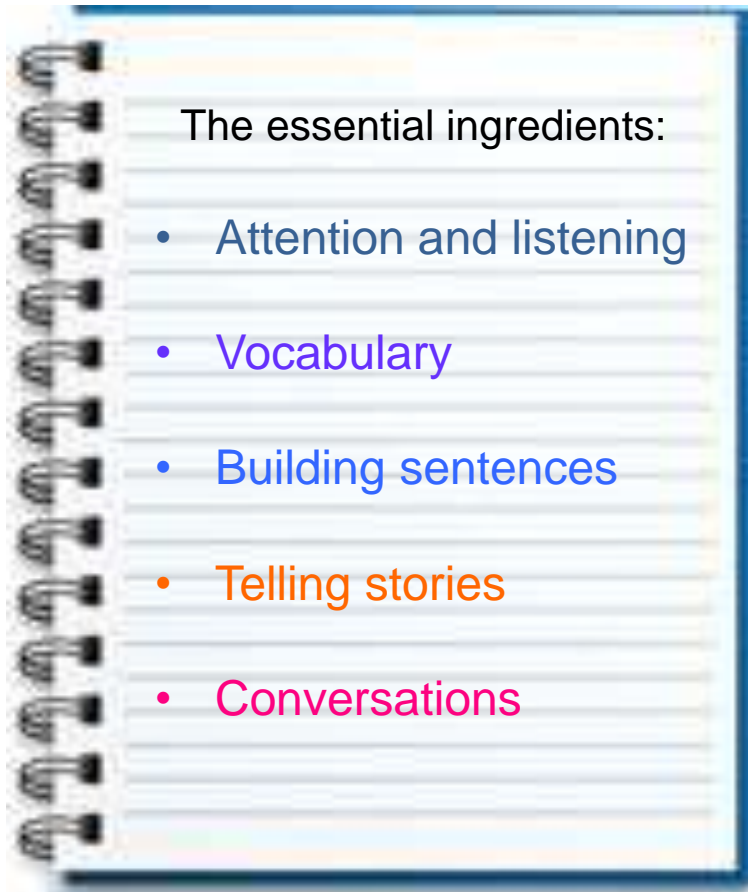 The essential ingredients:
• Attention and listening
• Vocabulary
• Building sentences
• Telling stories
• Conversations